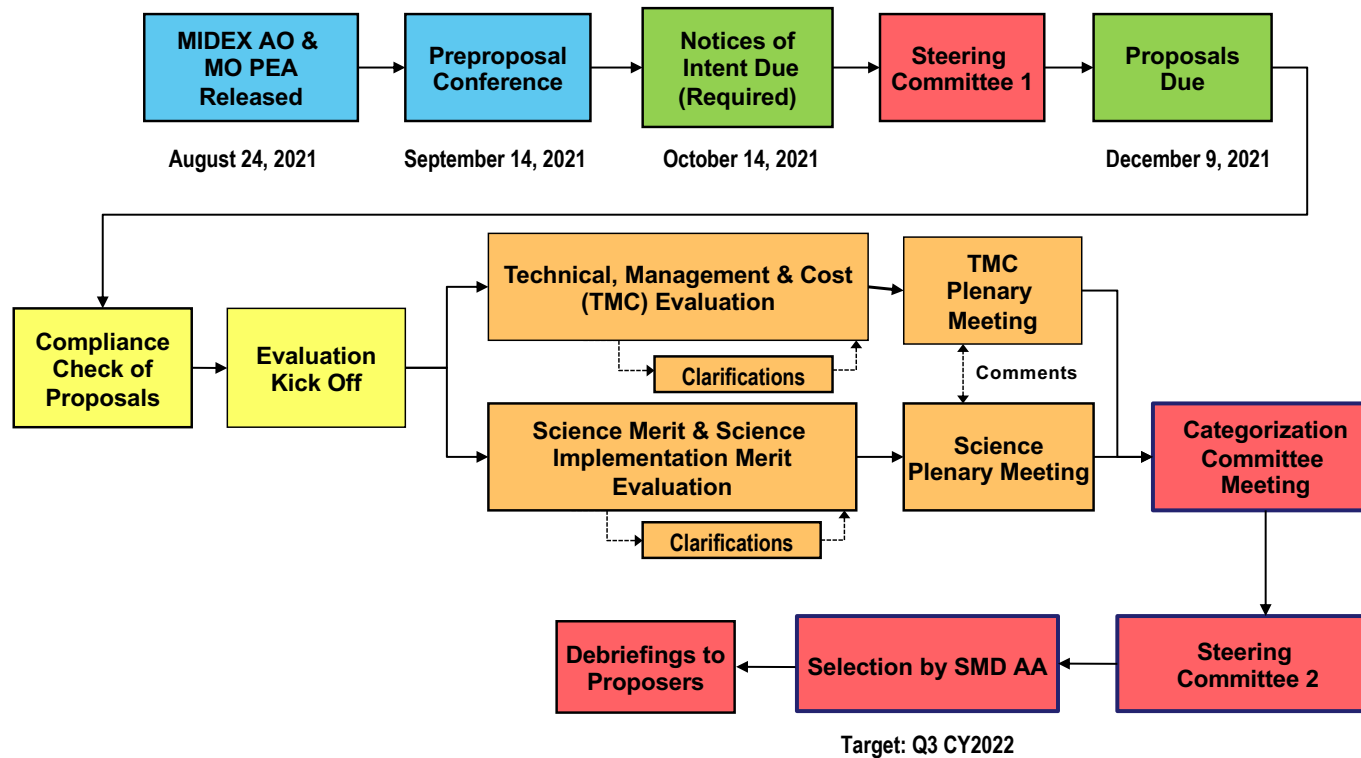 MIDEX AO &
MO PEA
Released
Preproposal
Conference
Notices of
Intent Due
(Required)
Steering
Committee 1
Proposals
Due
August 24, 2021
September 14, 2021
October 14, 2021
December 9, 2021
Compliance
Check of
Proposals
Evaluation
Kick Off
Technical, Management & Cost
(TMC) Evaluation
Clarifications
TMC
Plenary
Meeting
Comments
Science Merit & Science
Implementation Merit
Evaluation
Clarifications
Science
Plenary Meeting
Categorization
Committee
Meeting
Steering
Committee 2
Selection by SMD AA
Debriefings to
Proposers
Target: Q3 CY2022